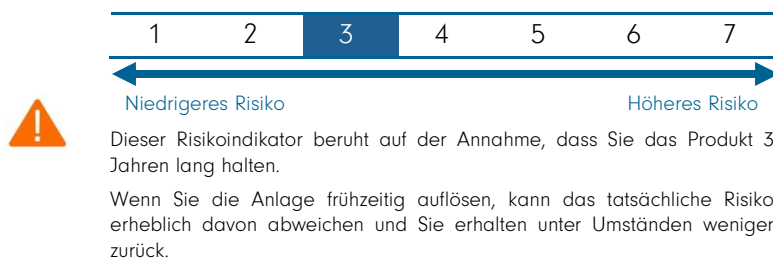 1 2 3 4 5 6 7
Niedrigeres Risiko Höheres Risiko
Dieser Risikoindikator beruht auf der Annahme, dass Sie das Produkt 3
Jahren lang halten.
Wenn Sie die Anlage frühzeitig auflösen, kann das tatsächliche Risiko
erheblich davon abweichen und Sie erhalten unter Umständen weniger
zurück.